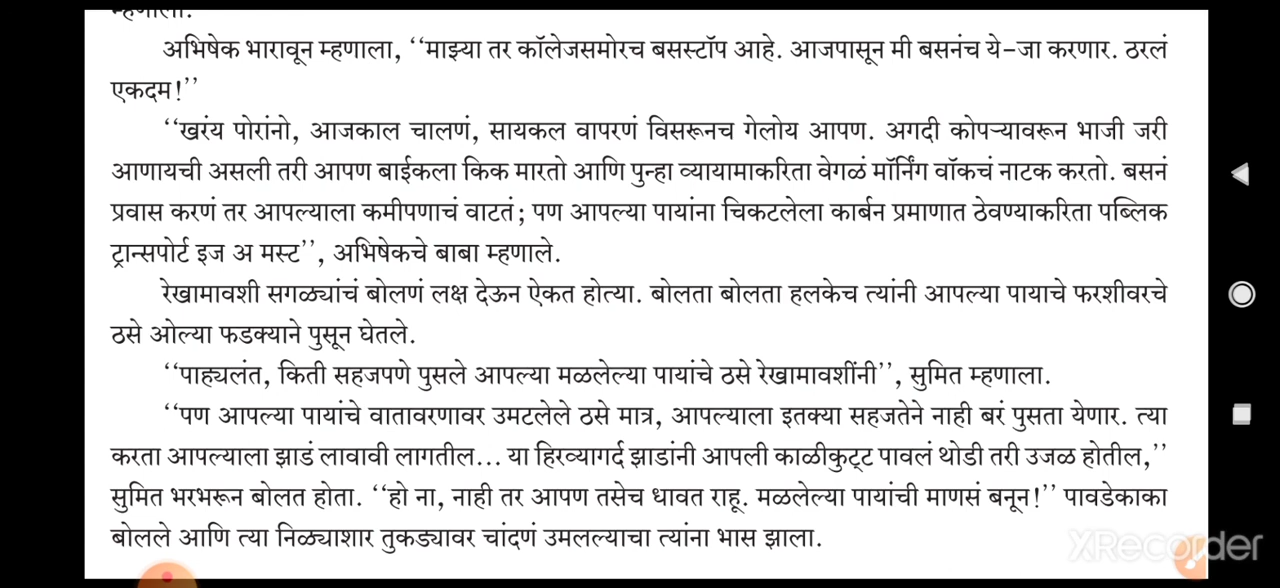 म्हणाला.
अभिषेक भारावून म्हणाला, ‘‘माझ्या तर कॉलेजसमोरच बसस्टॉप आहे. आजपासून मी बसनंच ये-जा करणार. ठरलं
एकदम!’’
‘‘खरंय पोरांनो, आजकाल चालणं, सायकल वापरणं विसरूनच गेलोय आपण. अगदी कोपऱ्यावरून भाजी जरी
आणायची असली तरी आपण बाईकला किक मारतो आणि पुन्हा व्यायामाकरिता वेगळं मॉर्निंग वॉकचं नाटक करतो. बसनं
प्रवास करणं तर आपल्याला कमीपणाचं वाटतं; पण आपल्या पायांना चिकटलेला कार्बन प्रमाणात ठेवण्याकरिता पब्लिक
ट्रान्सपोर्ट इज अ मस्ट’’, अभिषेकचे बाबा म्हणाले.
रेखामावशी सगळ्यांचं बोलणं लक्ष देऊन ऐकत होत्या. बोलता बोलता हलकेच त्यांनी आपल्या पायाचे फरशीवरचे
ठसे ओल्या फडक्याने पुसून घेतले.
‘‘पाह्यलंत, किती सहजपणे पुसले आपल्या मळलेल्या पायांचे ठसे रेखामावशींनी’’, सुमित म्हणाला.
‘‘पण आपल्या पायांचे वातावरणावर उमटलेले ठसे मात्र, आपल्याला इतक्या सहजतेने नाही बरं पुसता येणार. त्या
करता आपल्याला झाडं लावावी लागतील... या हिरव्यागर्द झाडांनी आपली काळीकुट्ट पावलं थोडी तरी उजळ होतील,’’
सुमित भरभरून बोलत होता. ‘‘हो ना, नाही तर आपण तसेच धावत राहू. मळलेल्या पायांची माणसं बनून!’’ पावडेकाका
बोलले आणि त्या निळ्याशार तुकड्यावर चांदणं उमलल्याचा त्यांना भास झाला.
XRecorder